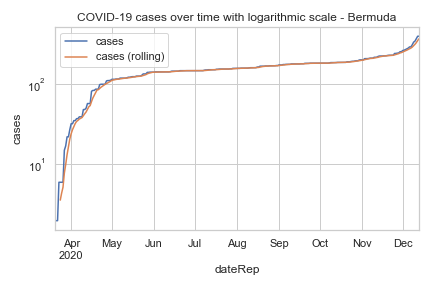 COVID-19 cases over time with logarithmic scale - Bermuda
cases
cases (rolling)
10²
10¹
cases
Apr May Jun Jul Aug Sep Oct Nov Dec
2020
dateRep